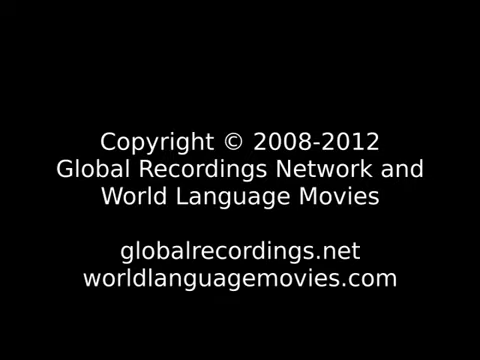 Copyright © 2008-2012
Global Recordings Network and
World Language Movies
globalrecordings.net
worldlanguagemovies.com